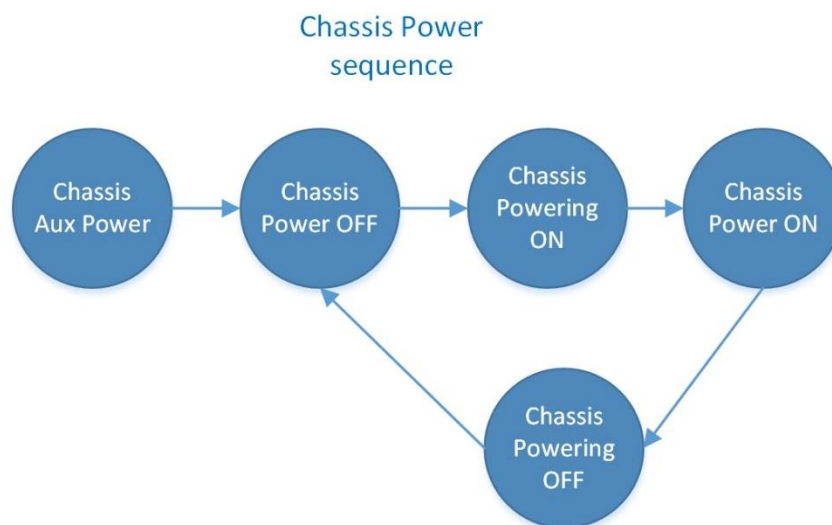 Chassis Power
sequence
Chassis
Aux Power
Chassis
Power OFF
Chassis
Powering
ON
Chassis
Power ON
Chassis
Powering
OFF